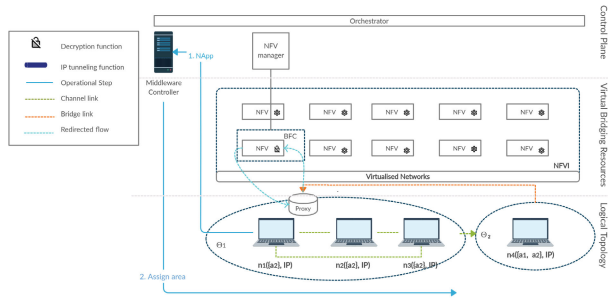 Orchestrator
Control Plane
Decryption function
IP tunneling function
Operational Step
Channel link
Bridge link
Redirected flow
1. NApp
NFV
manager
Middleware
Controller
Virtual Bridging Resources
NFV
NFV
NFV
NFV
NFV
BFC
NFV
NFV
NFV
NFV
NFV
NFVI
Virtualised Networks
Proxy
Logical Topology
Θ1
Θ2
n1({a2}, IP)
n2({a2}, IP)
n3({a2}, IP)
n4({a1, a2}, IP)
2. Assign area